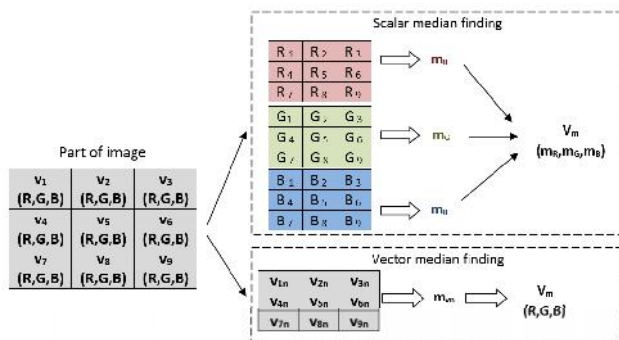 Scalar median finding
R1 R2 R3
R4 R5 R6
R7 R8 R9
mR
G1 G2 G3
G4 G5 G6
G7 G8 G9
mG
Vm
(mR,mG,mB)
B1 B2 B3
B4 B5 B6
B7 B8 B9
mB
Part of image
v1 v2 v3
(R,G,B) (R,G,B) (R,G,B)
v4 v5 v6
(R,G,B) (R,G,B) (R,G,B)
v7 v8 v9
(R,G,B) (R,G,B) (R,G,B)
Vector median finding
v1n v2n v3n
v4n v5n v6n
v7n v8n v9n
mvn
Vm
(R,G,B)